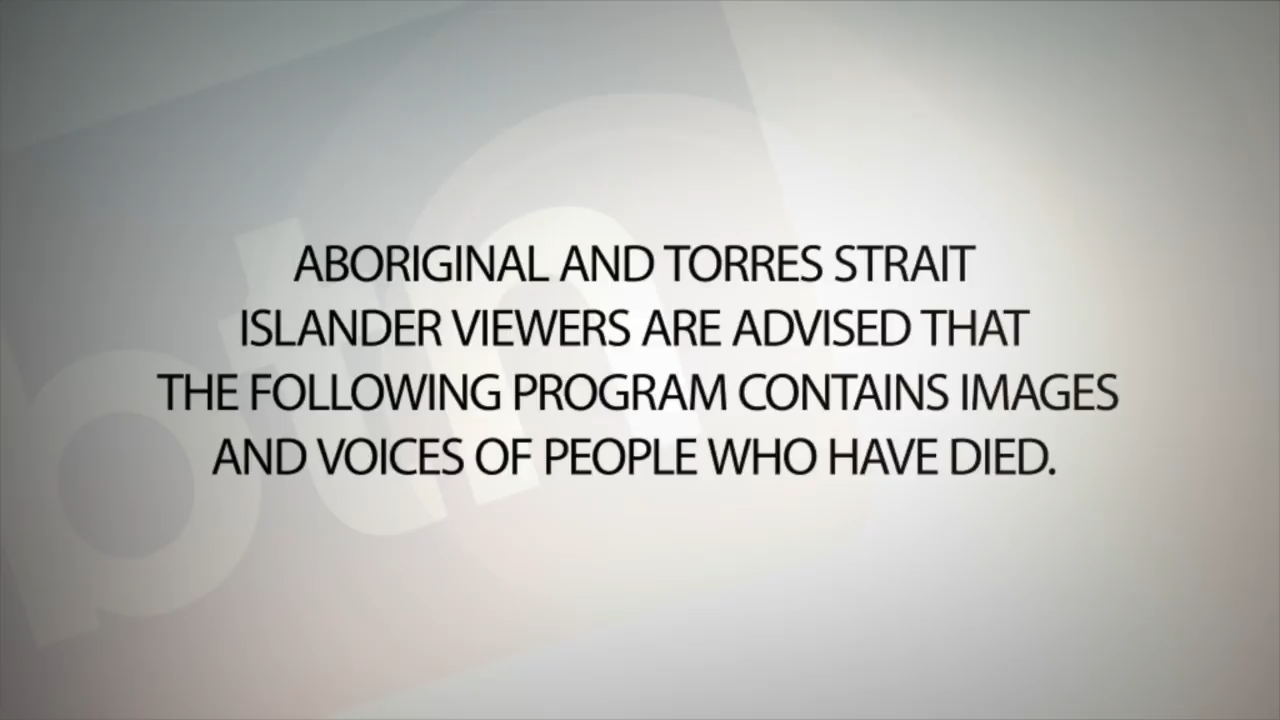 ABORIGINAL AND TORRES STRAIT
ISLANDER VIEWERS ARE ADVISED THAT
THE FOLLOWING PROGRAM CONTAINS IMAGES
AND VOICES OF PEOPLE WHO HAVE DIED.
btn